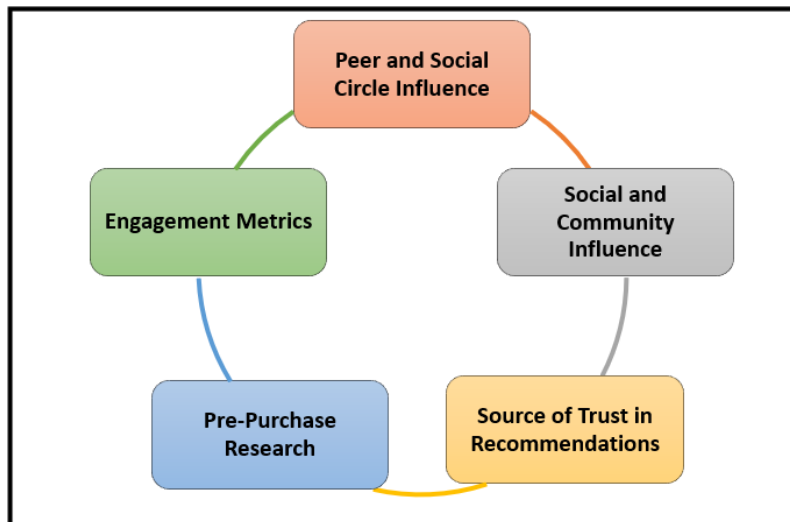 Peer and Social
Circle Influence
Engagement Metrics
Social and
Community
Influence
Pre-Purchase
Research
Source of Trust in
Recommendations